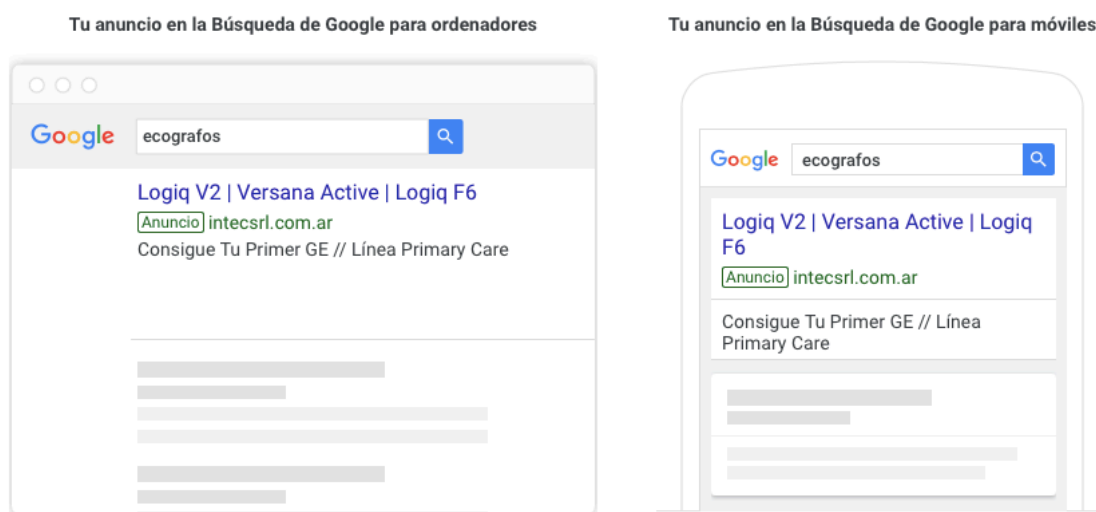 Tu anuncio en la Búsqueda de Google para ordenadores
Google
ecografos
Logiq V2 | Versana Active | Logiq F6
Anuncio intecsrl.com.ar
Consigue Tu Primer GE // Línea Primary Care
Tu anuncio en la Búsqueda de Google para móviles
Google
ecografos
Logiq V2 | Versana Active | Logiq
F6
Anuncio intecsrl.com.ar
Consigue Tu Primer GE // Línea
Primary Care